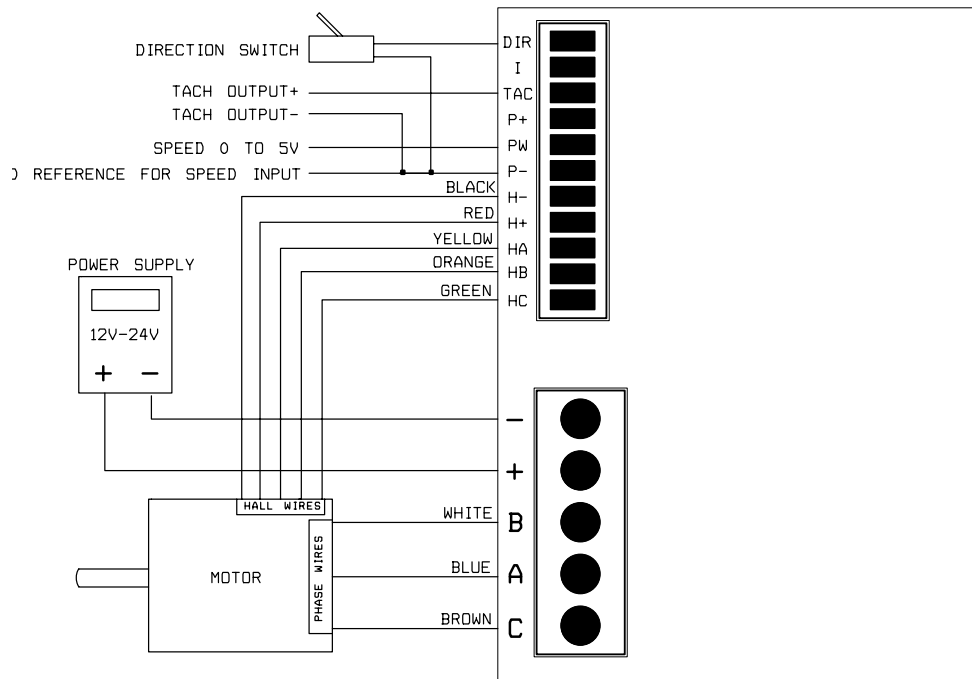 DIRECTION SWITCH
DIR
I
TACH OUTPUT+
TAC
TACH OUTPUT-
P+
SPEED 0 TO 5V
PW
REFERENCE FOR SPEED INPUT
P-
BLACK
H-
RED
H+
YELLOW
HA
ORANGE
HB
GREEN
HC
POWER SUPPLY
12V-24V
+ -
-
+
HALL WIRES
WHITE
B
PHASE WIRES
MOTOR
BLUE
A
BROWN
C